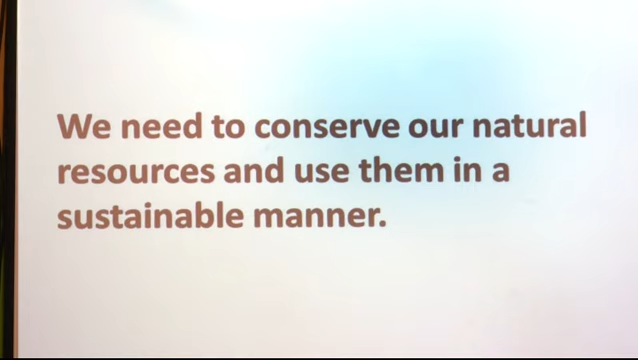 We need to conserve our natural
resources and use them in a
sustainable manner.